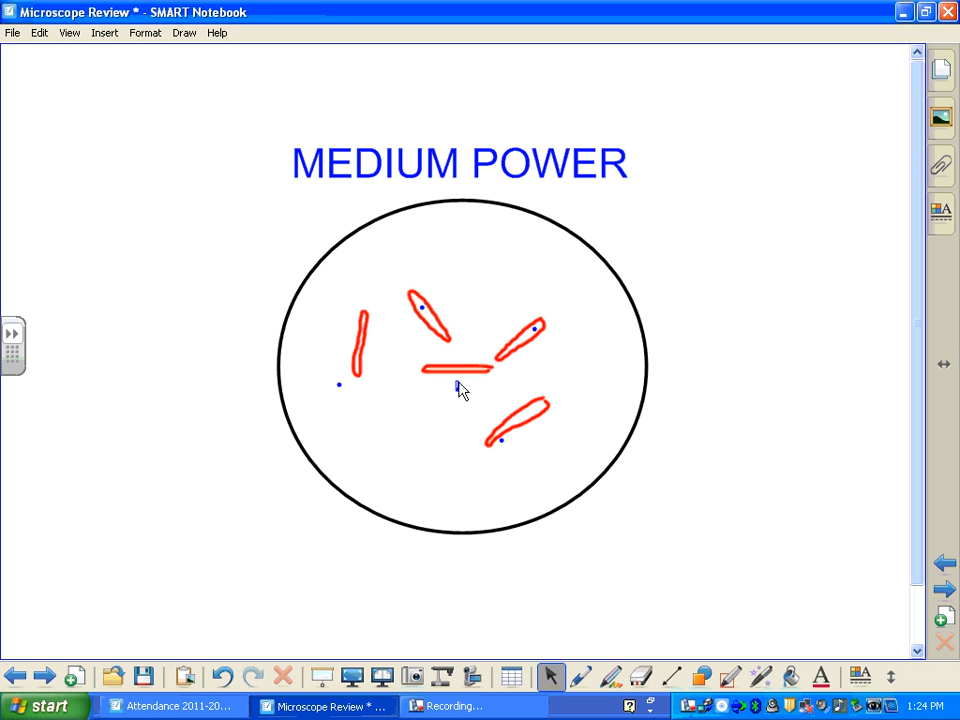 Microscope Review * - SMART Notebook
File Edit View Insert Format Draw Help
MEDIUM POWER
start
Attendance 2011-20...
Microscope Review * ...
Recording...
1:24 PM